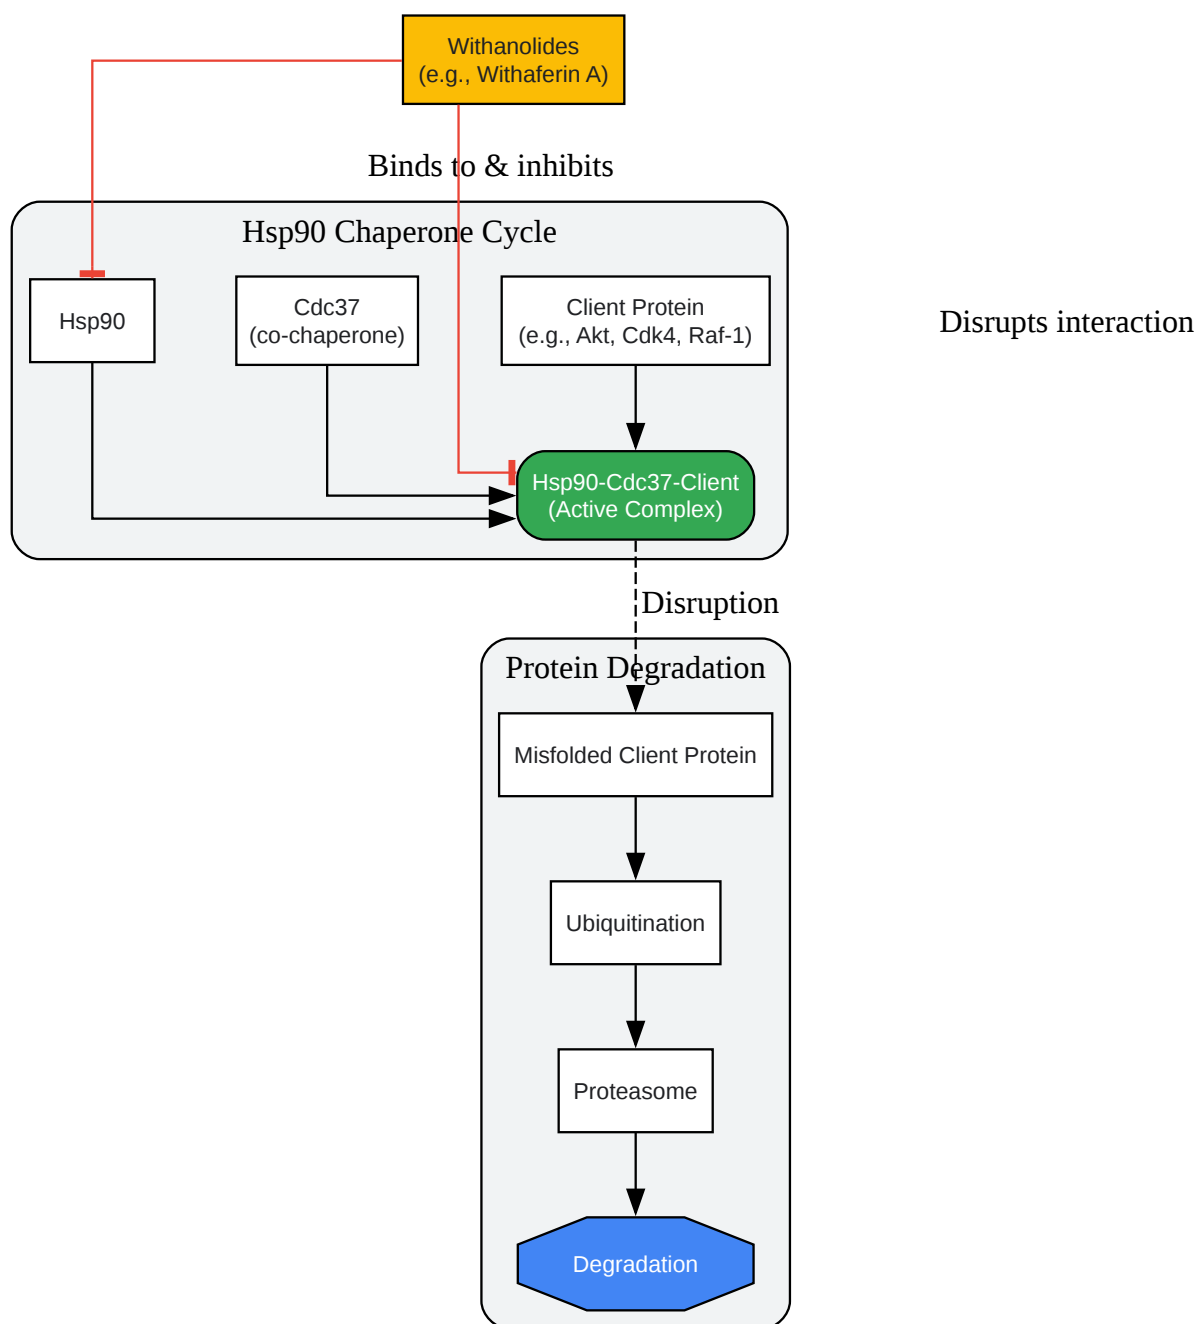 Withanolides
(e.g., Withaferin A)
Binds to & inhibits
Hsp90 Chaperone Cycle
Hsp90
Cdc37
(co-chaperone)
Client Protein
(e.g., Akt, Cdk4, Raf-1)
Disrupts interaction
Hsp90-Cdc37-Client
(Active Complex)
Disruption
Protein Degradation
Misfolded Client Protein
Ubiquitination
Proteasome
Degradation